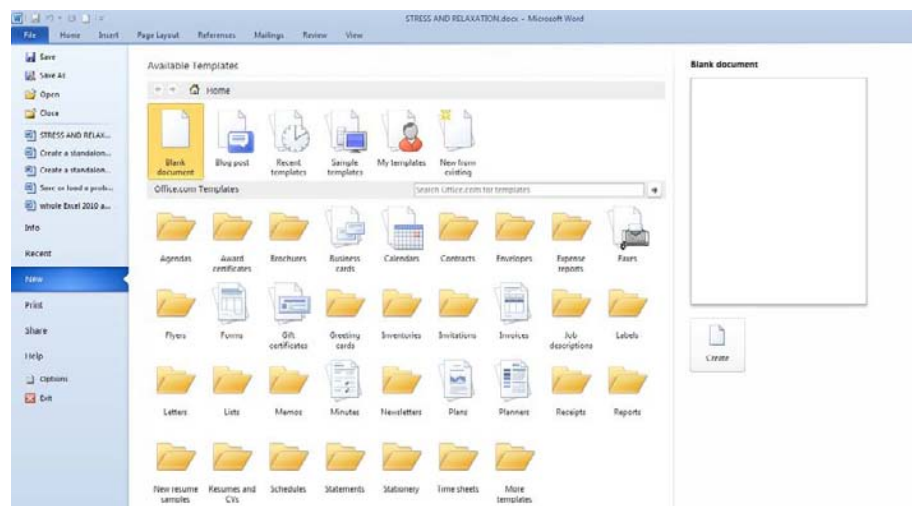 STRESS AND RELAXATION.docx - Microsoft Word
File Home Insert Page Layout References Mailings Review View
Save
Save As
Open
Close
STRESS AND RELAX...
Create a standalon...
Create a standalon...
Save or load a prob...
whole Excel 2010 a...
Info
Recent
New
Print
Share
Help
Options
Exit
Available Templates
Home
Blank document
Blog post
Recent templates
Sample templates
My templates
New from existing
Office.com Templates
Search Office.com for templates
Agendas
Award certificates
Brochures
Business cards
Calendars
Contracts
Envelopes
Expense reports
Faxes
Flyers
Forms
Gift certificates
Greeting cards
Inventories
Invitations
Invoices
Job descriptions
Labels
Letters
Lists
Memos
Minutes
Newsletters
Plans
Planners
Receipts
Reports
New resume samples
Resumes and CVs
Schedules
Statements
Stationery
Time sheets
More templates
Blank document
Create